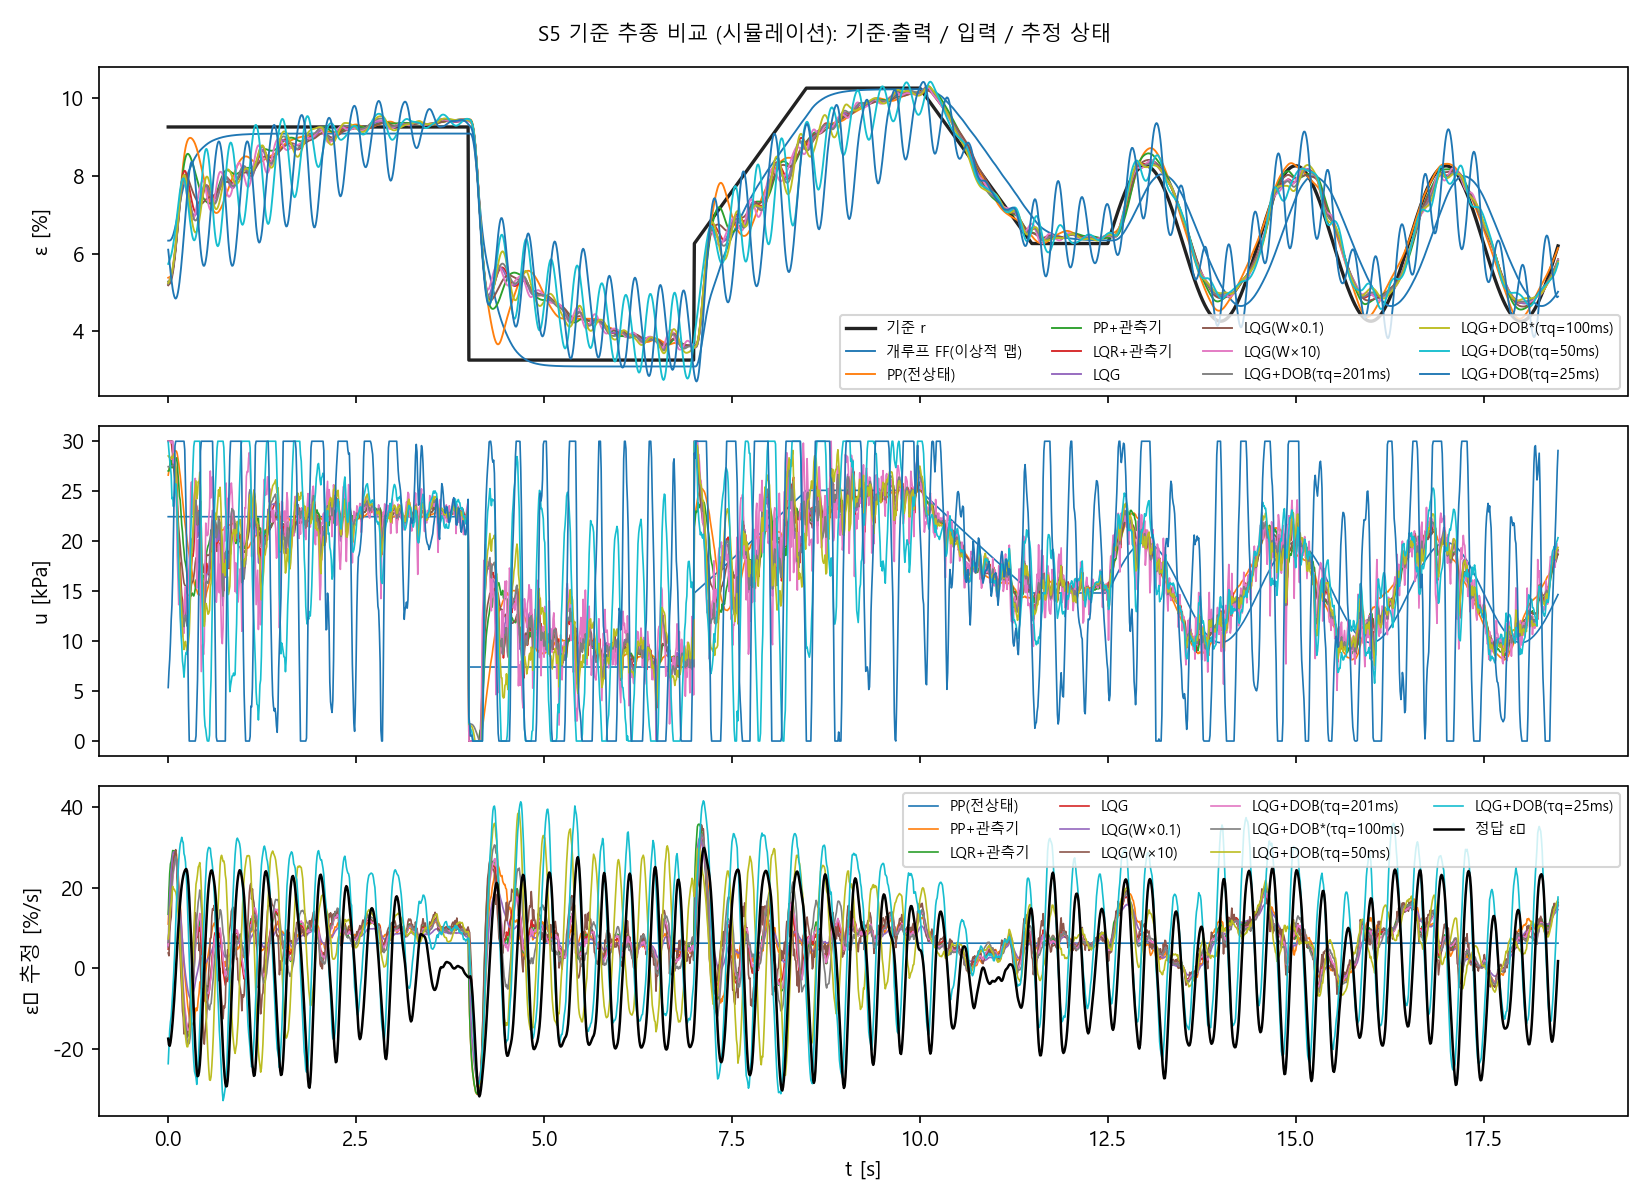 S5 기준 추종 비교 (시뮬레이션): 기준·출력 / 입력 / 추정 상태
ε [%]
10
8
6
4
기준 r
개루프 FF(이상적 맵)
PP(전상태)
PP+관측기
LQR+관측기
LQG
LQG(W×0.1)
LQG(W×10)
LQG+DOB(τq=201ms)
LQG+DOB*(τq=100ms)
LQG+DOB(τq=50ms)
LQG+DOB(τq=25ms)
u [kPa]
30
25
20
15
10
5
0
ε□ 추정 [%/s]
40
20
0
-20
PP(전상태)
PP+관측기
LQR+관측기
LQG
LQG(W×0.1)
LQG(W×10)
LQG+DOB(τq=201ms)
LQG+DOB*(τq=100ms)
LQG+DOB(τq=50ms)
LQG+DOB(τq=25ms)
정답 ε□
0.0 2.5 5.0 7.5 10.0 12.5 15.0 17.5
t [s]